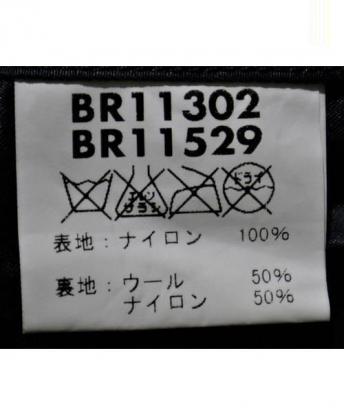 BR11302
BR11529
エンソ
サラシ
ドライ
表地：ナイロン 100%
裏地：ウール 50%
ナイロン 50%